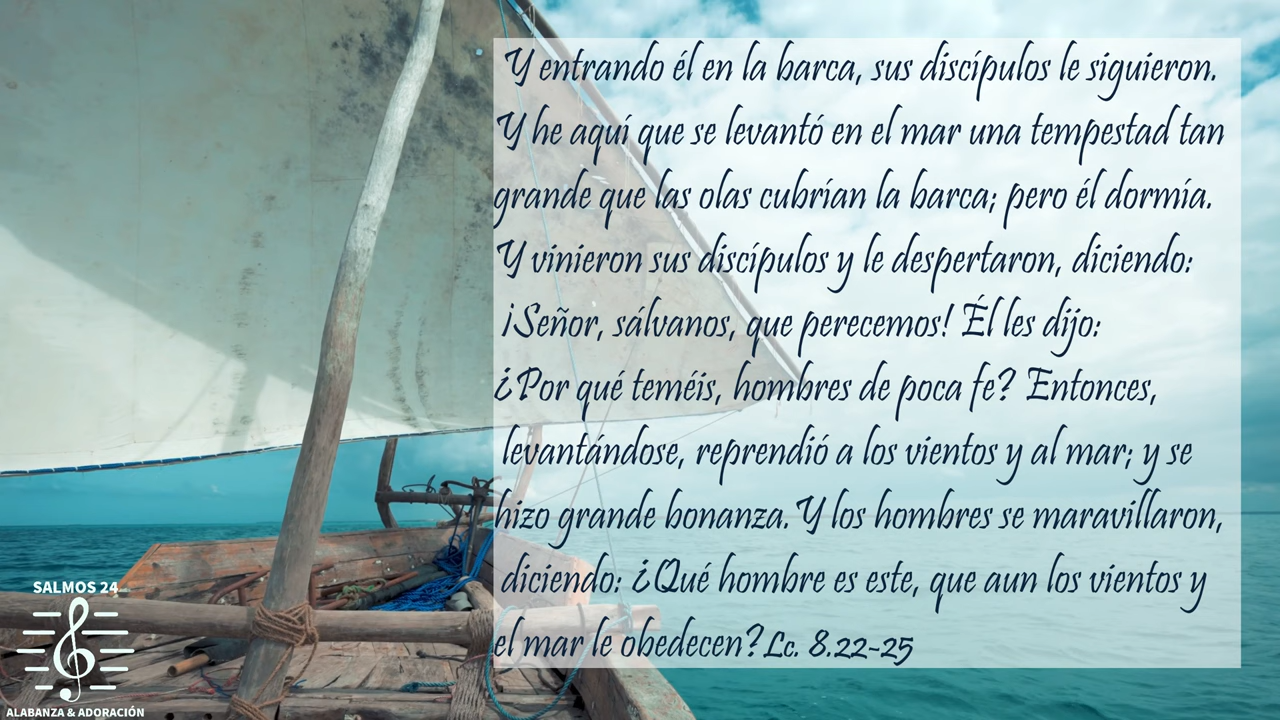 Y entrando él en la barca, sus discípulos le siguieron.
Y he aquí que se levantó en el mar una tempestad tan
grande que las olas cubrían la barca; pero él dormía.
Y vinieron sus discípulos y le despertaron, diciendo:
¡Señor, sálvanos, que perecemos! Él les dijo:
¿Por qué teméis, hombres de poca fe? Entonces,
levantándose, reprendió a los vientos y al mar; y se
hizo grande bonanza. Y los hombres se maravillaron,
diciendo: ¿Qué hombre es este, que aun los vientos y
el mar le obedecen? Lc. 8.22-25
SALMOS 24
ALABANZA & ADORACIÓN